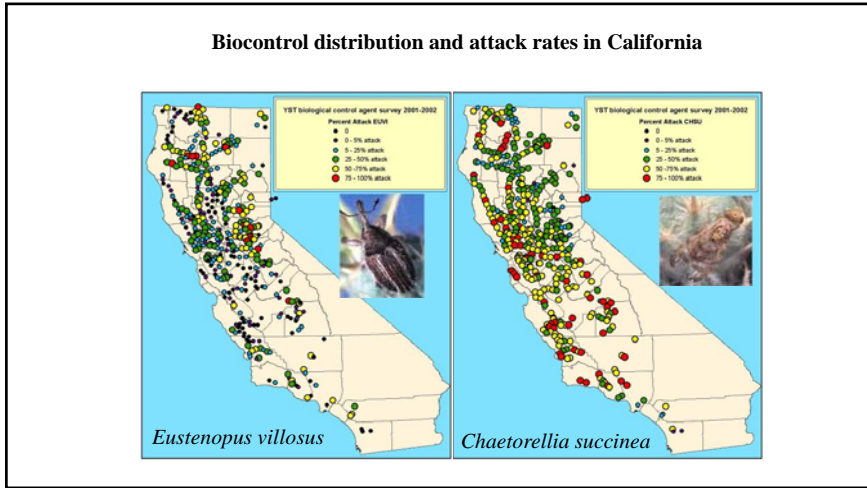 Biocontrol distribution and attack rates in California
YST biological control agent survey 2001-2002
Percent Attack EUVI
0
0 - 5% attack
5 - 25% attack
25 - 50% attack
50 -75% attack
75 - 100% attack
Eustenopus villosus
YST biological control agent survey 2001-2002
Percent Attack CHSU
0
0 - 5% attack
5 - 25% attack
25 - 50% attack
50 -75% attack
75 - 100% attack
Chaetorellia succinea